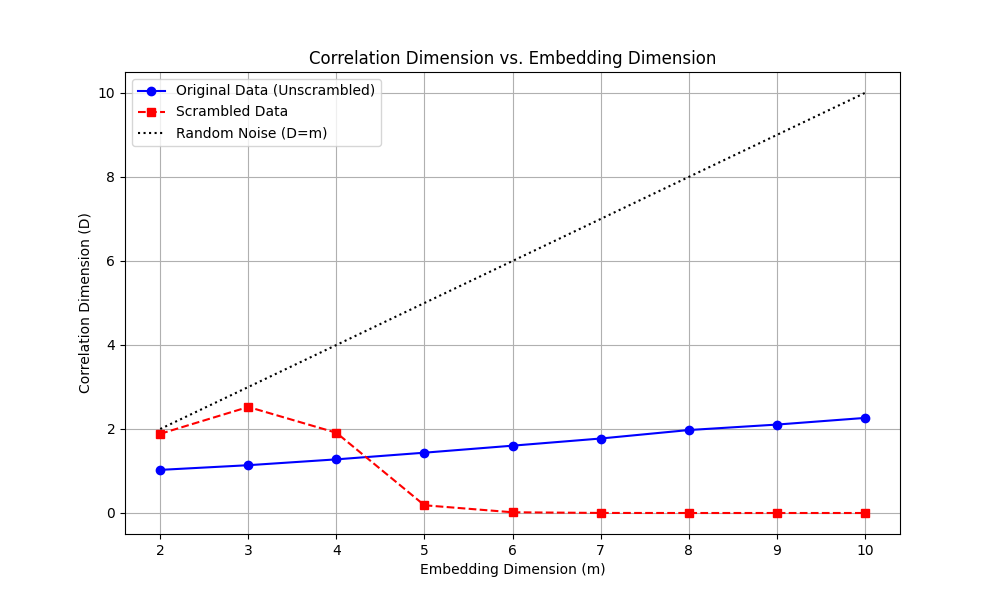 Correlation Dimension vs. Embedding Dimension
Original Data (Unscrambled)
Scrambled Data
Random Noise (D=m)
Correlation Dimension (D)
10
8
6
4
2
0
2 3 4 5 6 7 8 9 10
Embedding Dimension (m)